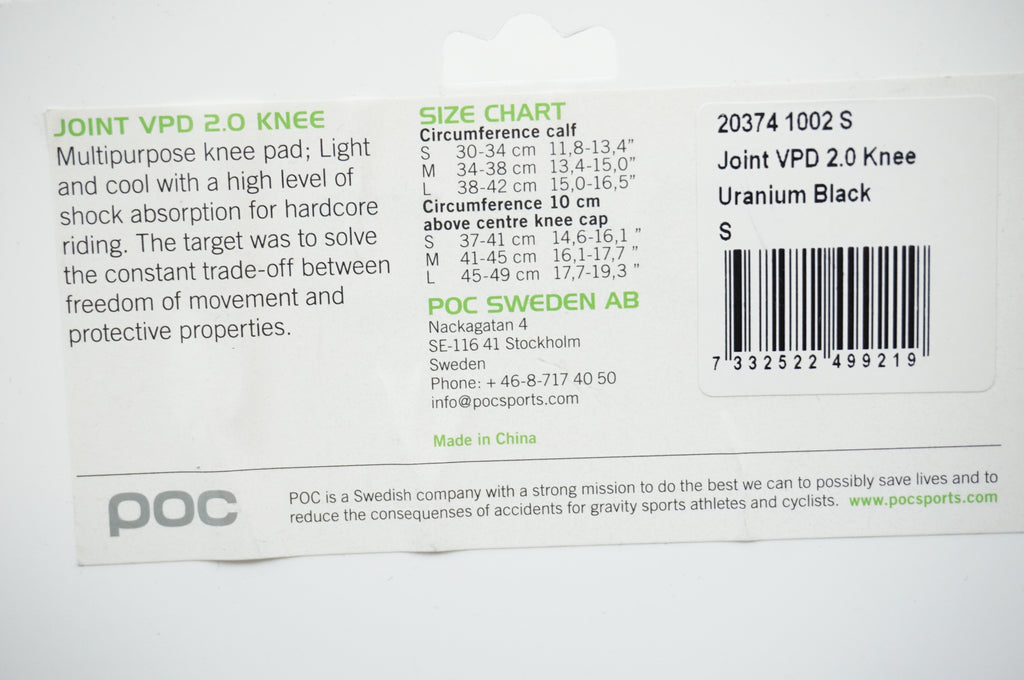 JOINT VPD 2.0 KNEE
Multipurpose knee pad; Light
and cool with a high level of
shock absorption for hardcore
riding. The target was to solve
the constant trade-off between
freedom of movement and
protective properties.
SIZE CHART
Circumference calf
S 30-34 cm 11,8-13,4”
M 34-38 cm 13,4-15,0”
L 38-42 cm 15,0-16,5”
Circumference 10 cm
above centre knee cap
S 37-41 cm 14,6-16,1 ”
M 41-45 cm 16,1-17,7 ”
L 45-49 cm 17,7-19,3 ”
POC SWEDEN AB
Nackagatan 4
SE-116 41 Stockholm
Sweden
Phone: + 46-8-717 40 50
info@pocsports.com
Made in China
20374 1002 S
Joint VPD 2.0 Knee
Uranium Black
S
7 332522 499219
POC
POC is a Swedish company with a strong mission to do the best we can to possibly save lives and to
reduce the consequenses of accidents for gravity sports athletes and cyclists. www.pocsports.com